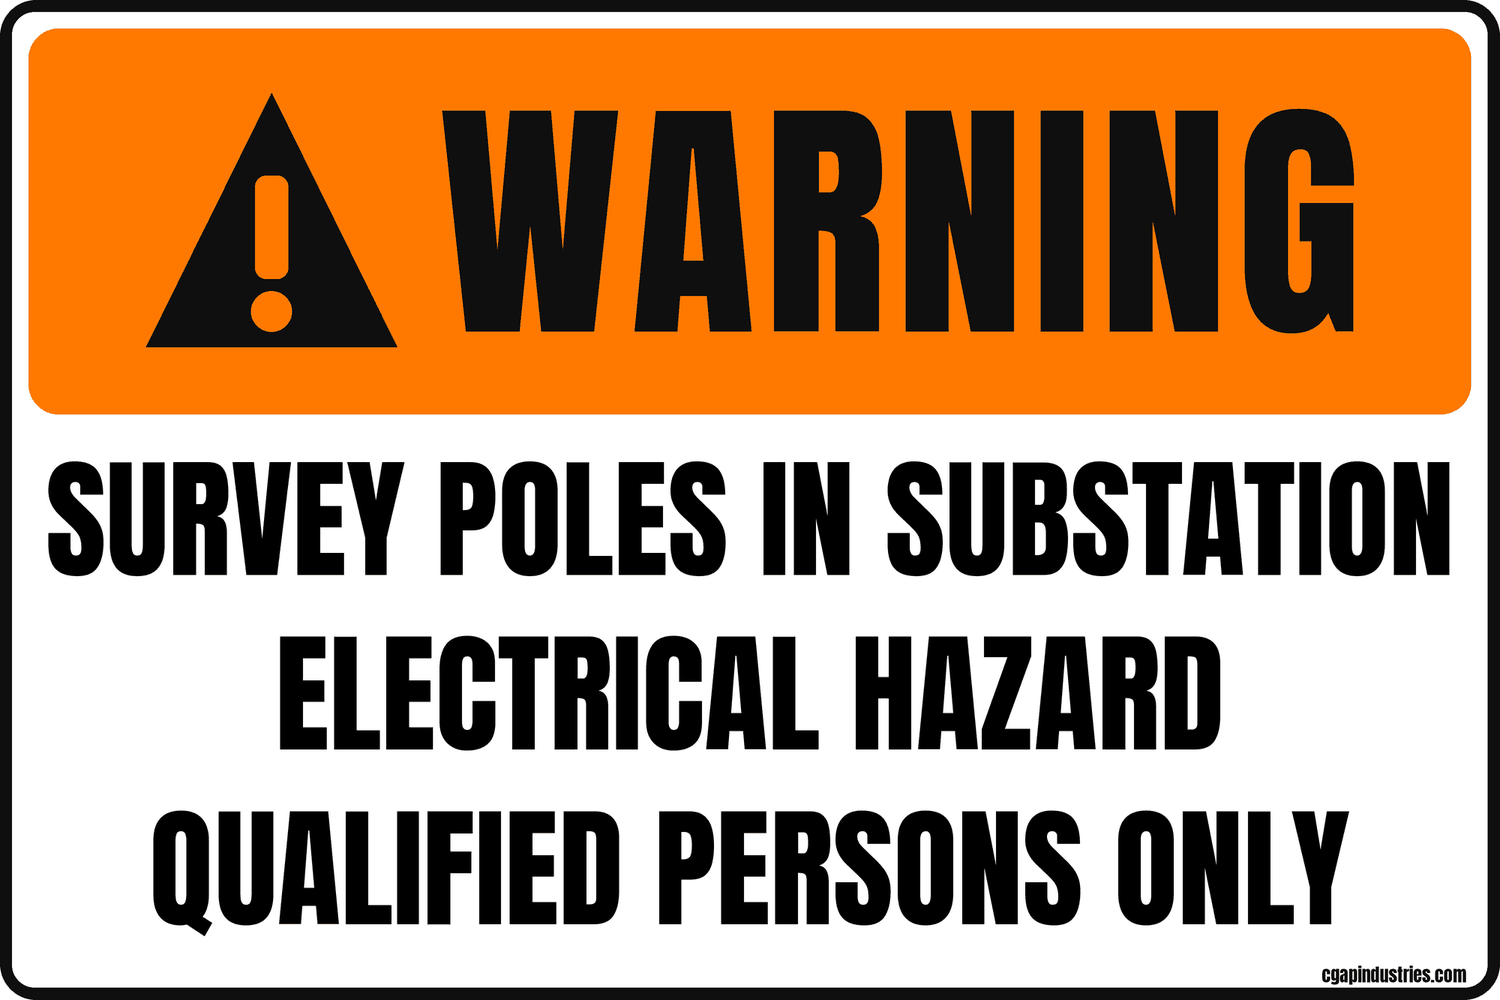 WARNING
SURVEY POLES IN SUBSTATION
ELECTRICAL HAZARD
QUALIFIED PERSONS ONLY
cgapindustries.com